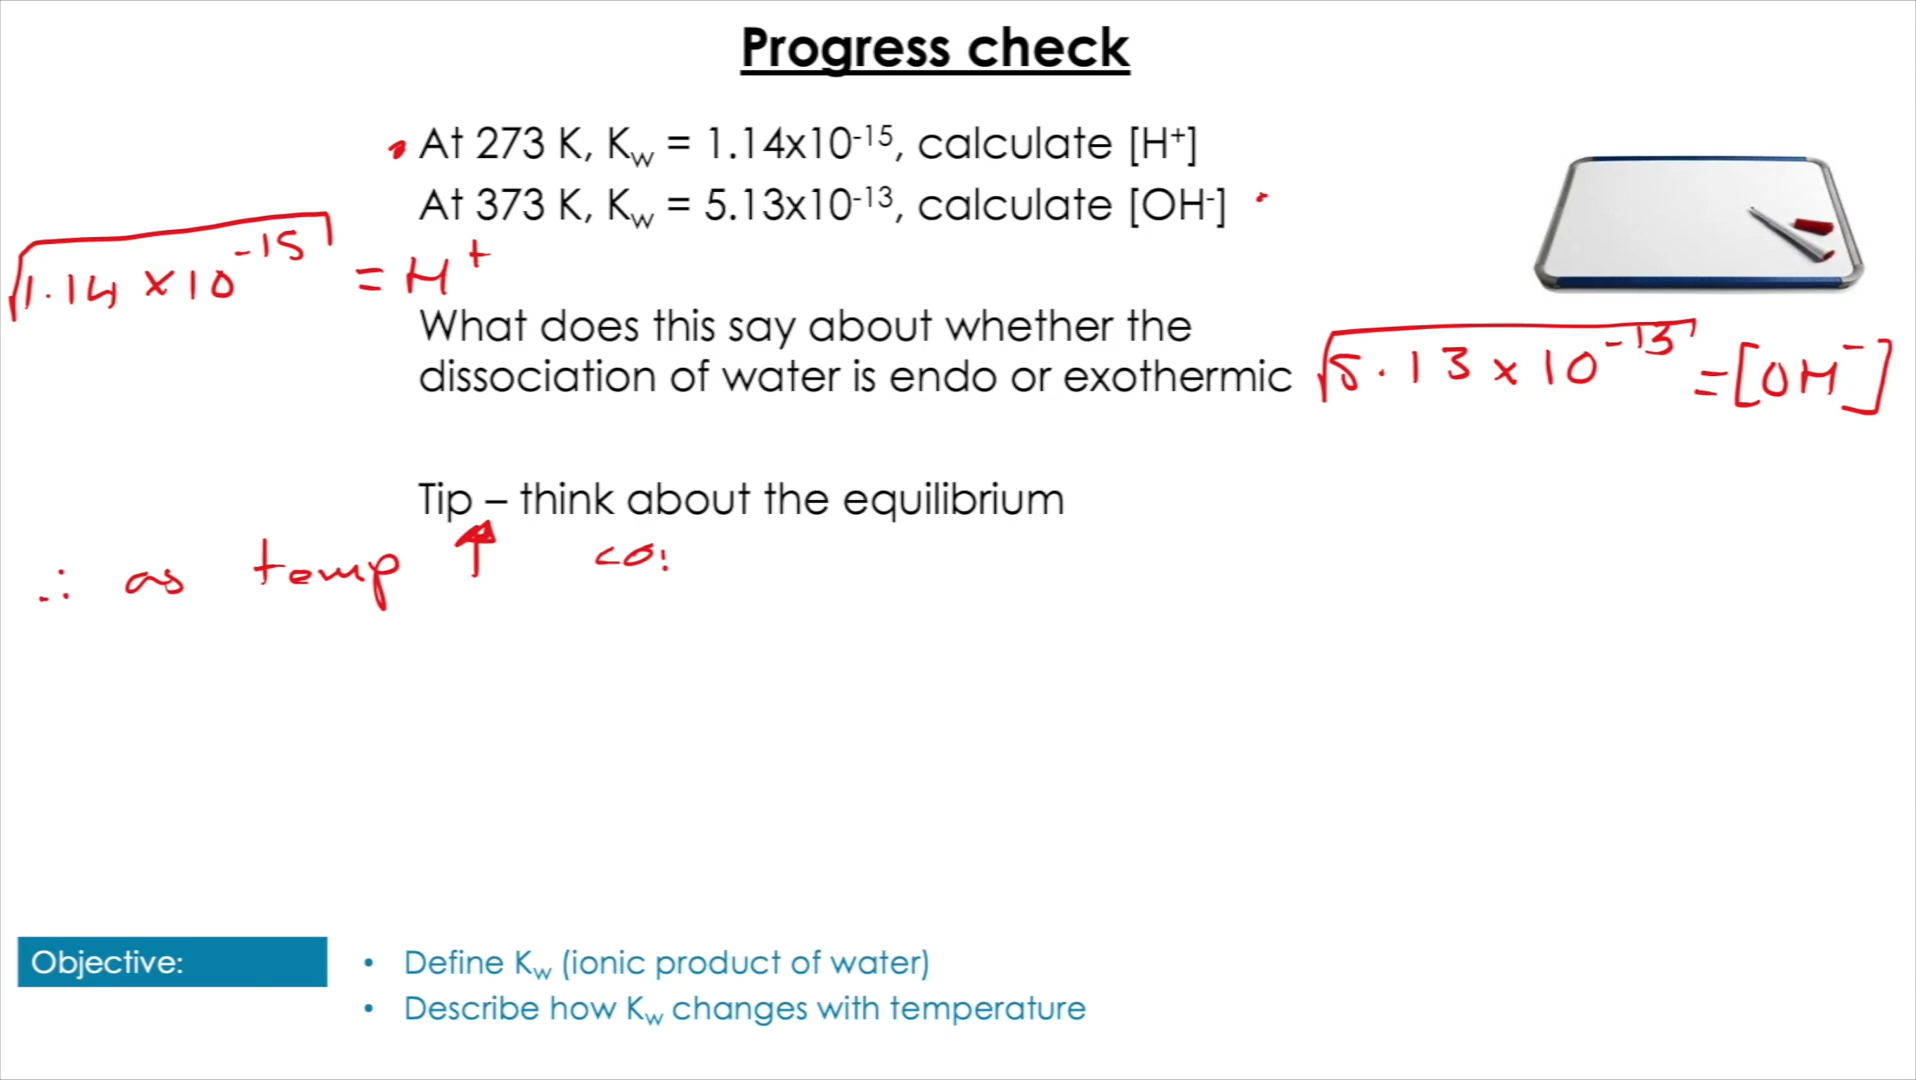 Progress check
At 273 K, Kw = 1.14x10⁻¹⁵, calculate [H⁺]
At 373 K, Kw = 5.13x10⁻¹³, calculate [OH⁻]
√1.14 × 10⁻¹⁵ = H⁺
What does this say about whether the
dissociation of water is endo or exothermic
√5.13 × 10⁻¹³ = [OH⁻]
Tip – think about the equilibrium
∴ as temp ↑
Objective:
• Define Kw (ionic product of water)
• Describe how Kw changes with temperature